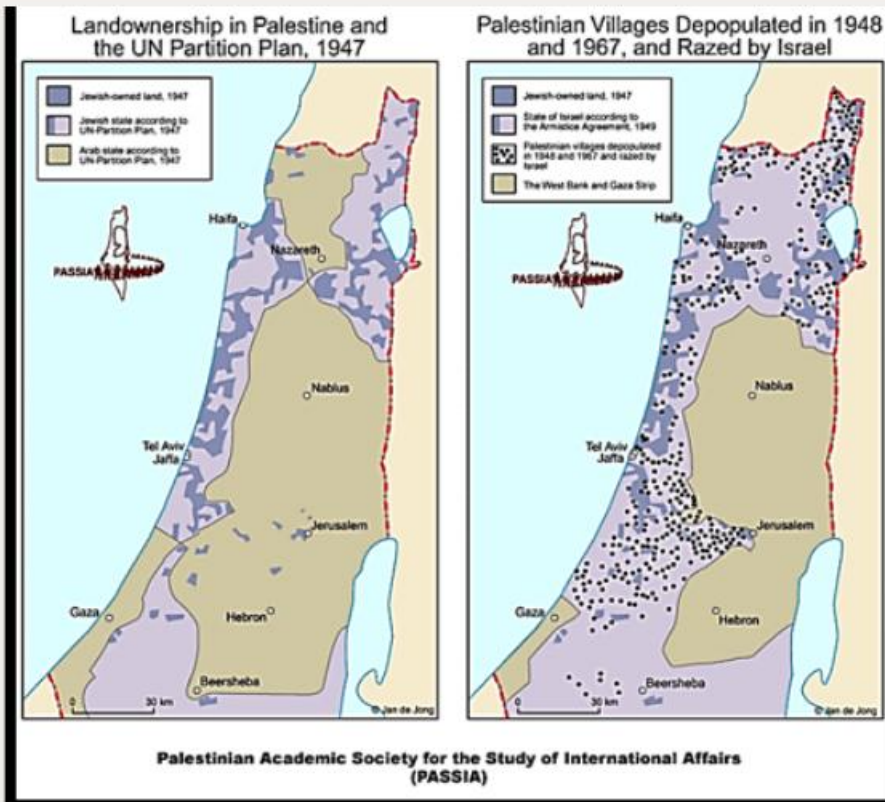 Landownership in Palestine and
the UN Partition Plan, 1947
Jewish-owned land, 1947
Jewish state according to
UN-Partition Plan, 1947
Arab state according to
UN-Partition Plan, 1947
Haifa
Nazareth
PASSIA
Nablus
Tel Aviv
Jaffa
Jerusalem
Gaza
Hebron
Beersheba
0 30 km
© Jan de Jong
Palestinian Villages Depopulated in 1948
and 1967, and Razed by Israel
Jewish-owned land, 1947
State of Israel according to
the Armistice Agreement, 1949
Palestinian villages depopulated
in 1948 and 1967 and razed by
Israel
The West Bank and Gaza Strip
Haifa
Nazareth
PASSIA
Nablus
Tel Aviv
Jaffa
Jerusalem
Gaza
Hebron
Beersheba
0 30 km
© Jan de Jong
Palestinian Academic Society for the Study of International Affairs
(PASSIA)